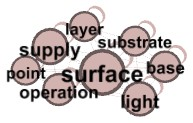 layer
supply
substrate
point
surface
base
operation
light